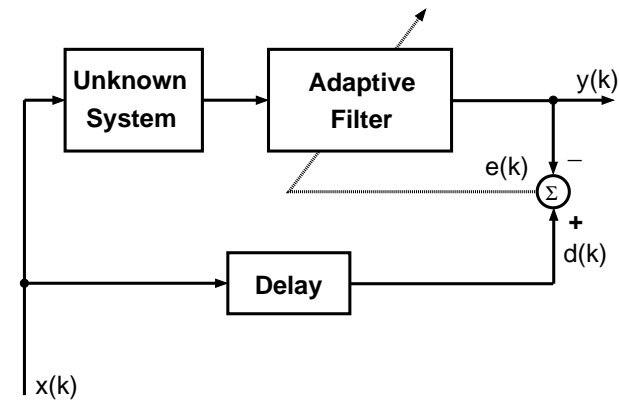 Unknown
System
Adaptive
Filter
y(k)
e(k)
−
Σ
+
d(k)
Delay
x(k)